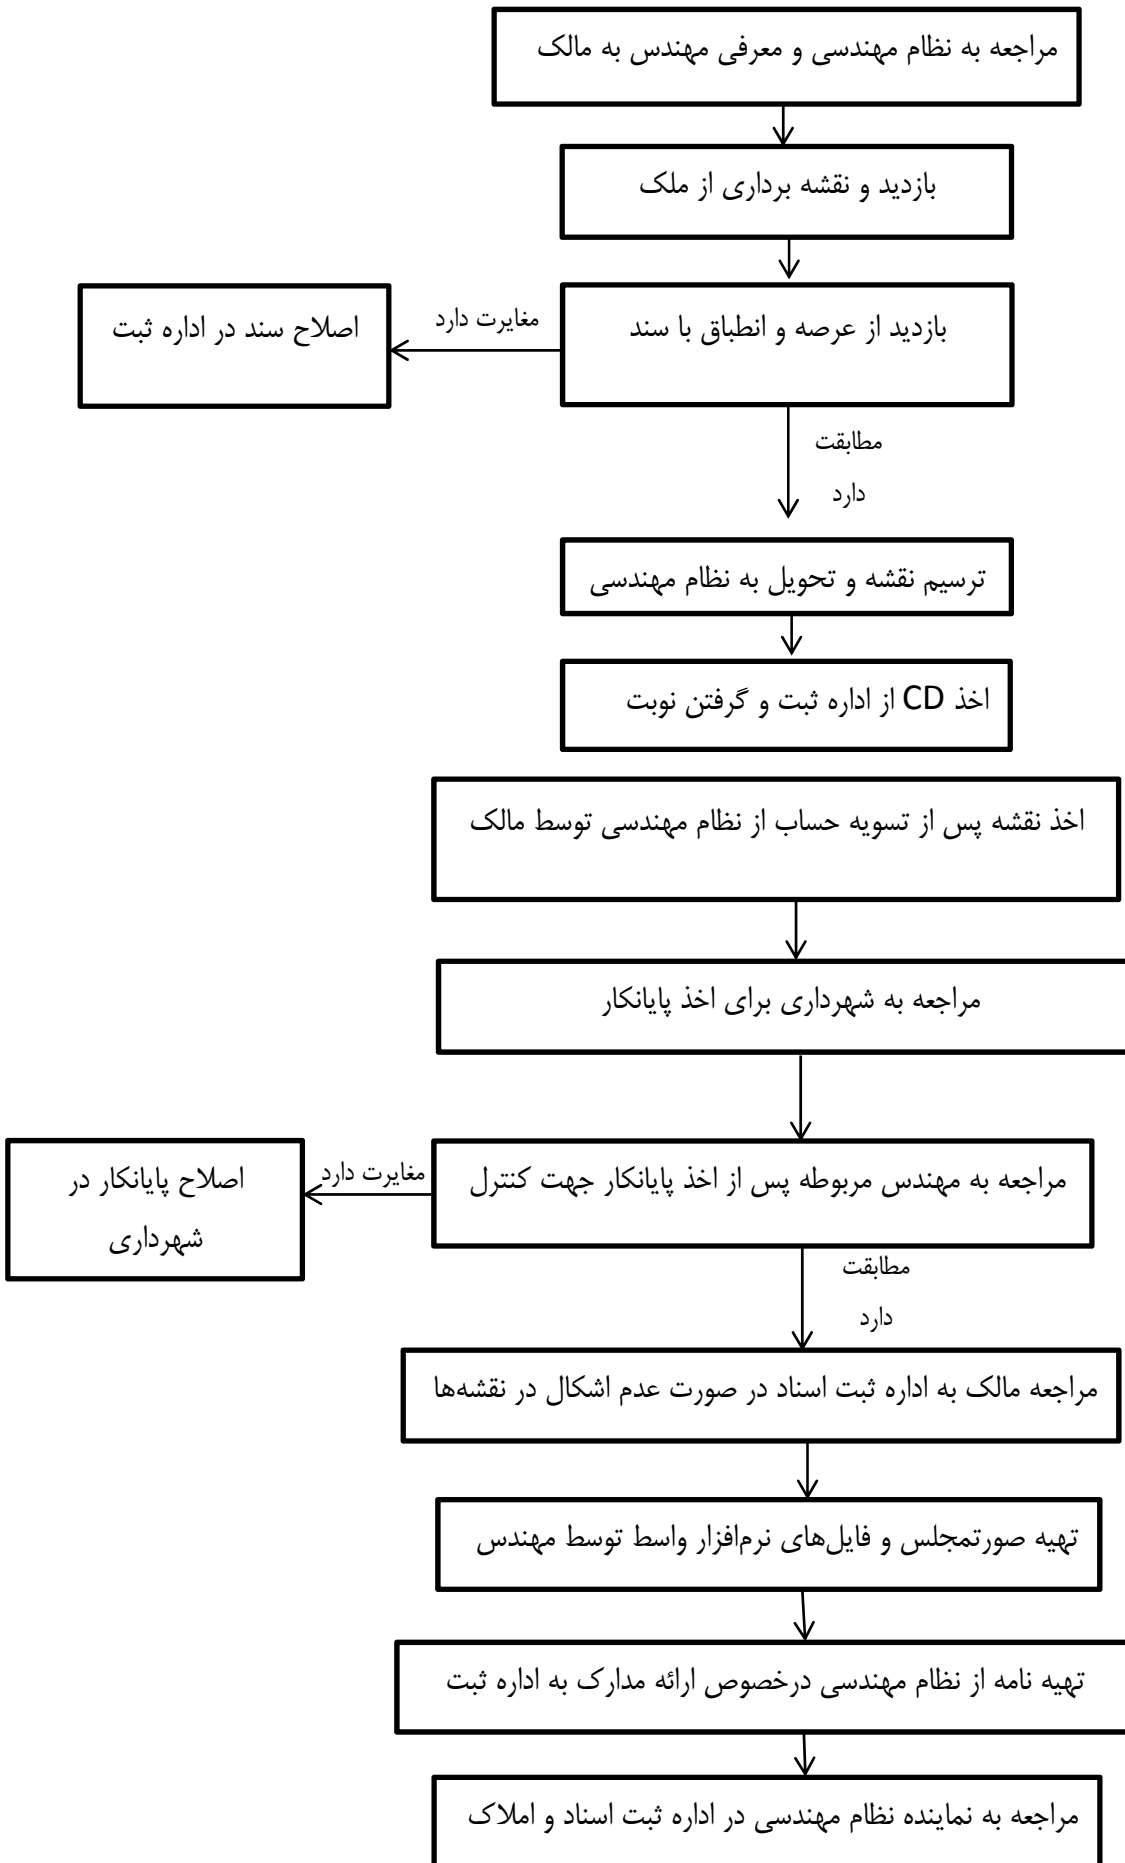 مراجعه به نظام مهندسی و معرفی مهندس به مالک
بازدید و نقشه برداری از ملک
بازدید از عرصه و انطباق با سند
مغایرت دارد
اصلاح سند در اداره ثبت
مطابقت
دارد
ترسیم نقشه و تحویل به نظام مهندسی
اخذ CD از اداره ثبت و گرفتن نوبت
اخذ نقشه پس از تسویه حساب از نظام مهندسی توسط مالک
مراجعه به شهرداری برای اخذ پایانکار
مراجعه به مهندس مربوطه پس از اخذ پایانکار جهت کنترل
مغایرت دارد
اصلاح پایانکار در
شهرداری
مطابقت
دارد
مراجعه مالک به اداره ثبت اسناد در صورت عدم اشکال در نقشه‌ها
تهیه صورتمجلس و فایل‌های نرم‌افزار واسط توسط مهندس
تهیه نامه از نظام مهندسی درخصوص ارائه مدارک به اداره ثبت
مراجعه به نماینده نظام مهندسی در اداره ثبت اسناد و املاک